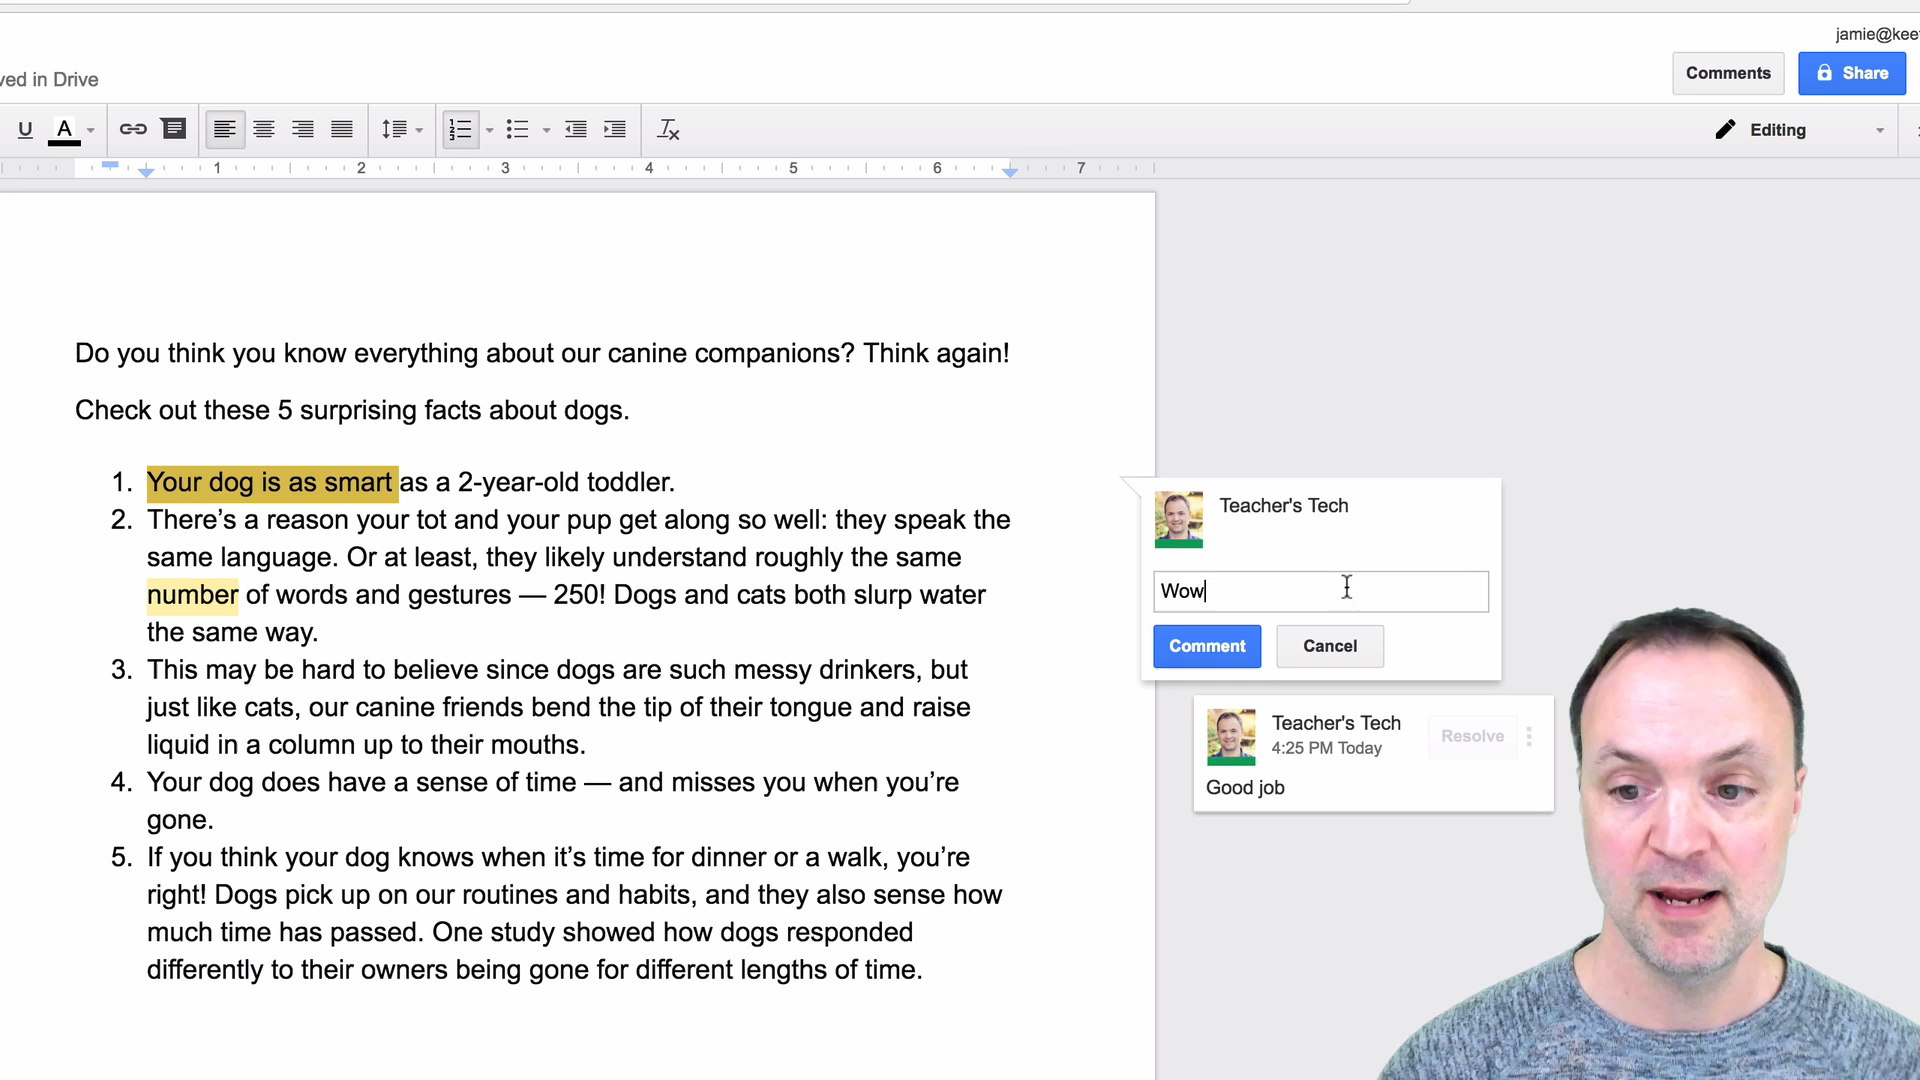 jamie@kee
ved in Drive
Comments
Share
U A
Editing
1 2 3 4 5 6 7
Do you think you know everything about our canine companions? Think again!
Check out these 5 surprising facts about dogs.
1. Your dog is as smart as a 2-year-old toddler.
2. There’s a reason your tot and your pup get along so well: they speak the
same language. Or at least, they likely understand roughly the same
number of words and gestures — 250! Dogs and cats both slurp water
the same way.
3. This may be hard to believe since dogs are such messy drinkers, but
just like cats, our canine friends bend the tip of their tongue and raise
liquid in a column up to their mouths.
4. Your dog does have a sense of time — and misses you when you’re
gone.
5. If you think your dog knows when it’s time for dinner or a walk, you’re
right! Dogs pick up on our routines and habits, and they also sense how
much time has passed. One study showed how dogs responded
differently to their owners being gone for different lengths of time.
Teacher's Tech
Wow
Comment
Cancel
Teacher's Tech
4:25 PM Today
Resolve
Good job